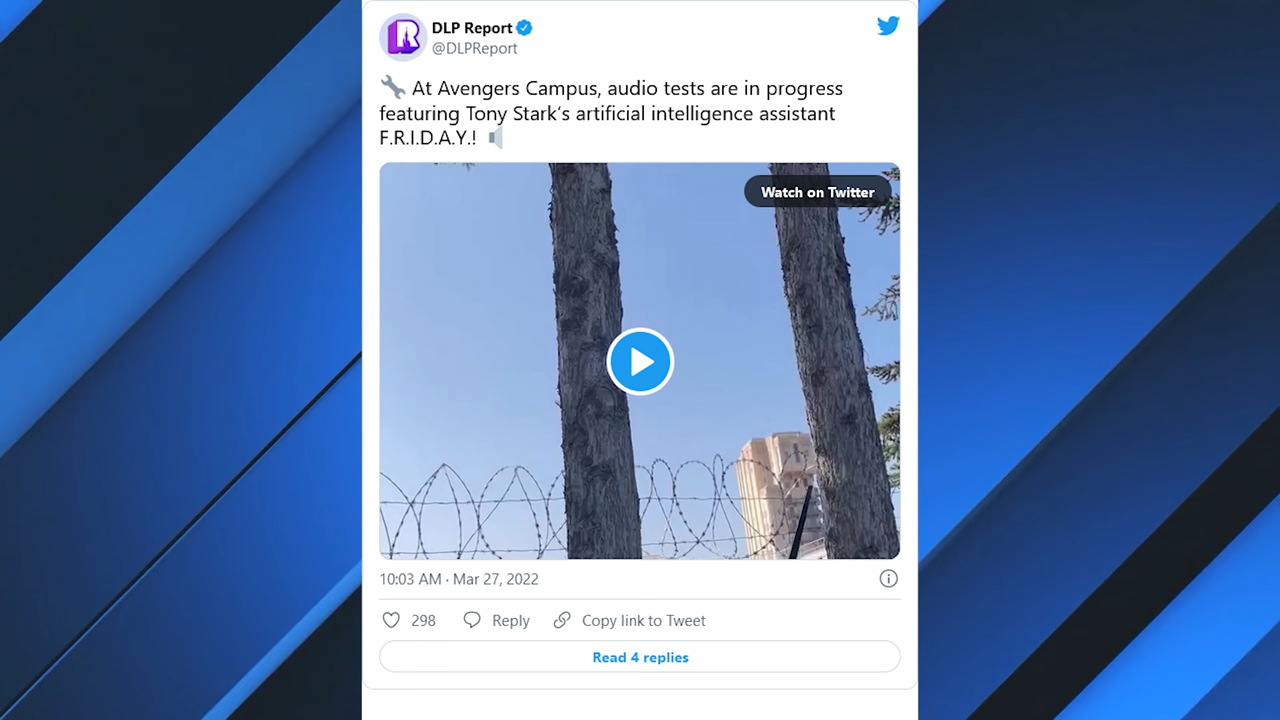 DLP Report
@DLPReport
🔧 At Avengers Campus, audio tests are in progress
featuring Tony Stark's artificial intelligence assistant
F.R.I.D.A.Y.! 🔈
Watch on Twitter
10:03 AM · Mar 27, 2022
298 Reply Copy link to Tweet
Read 4 replies